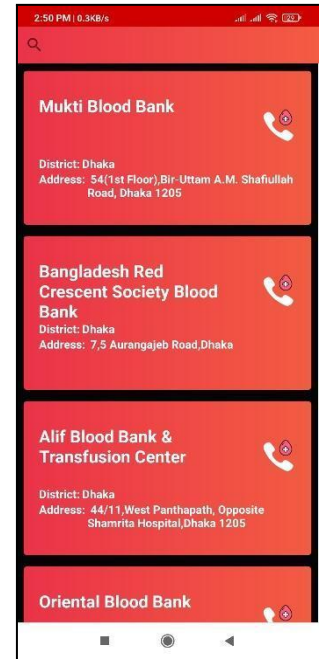 2:50 PM | 0.3KB/s
29
Mukti Blood Bank
District: Dhaka
Address: 54(1st Floor),Bir-Uttam A.M. Shafiullah
Road, Dhaka 1205
Bangladesh Red
Crescent Society Blood
Bank
District: Dhaka
Address: 7,5 Aurangajeb Road,Dhaka
Alif Blood Bank &
Transfusion Center
District: Dhaka
Address: 44/11,West Panthapath, Opposite
Shamrita Hospital,Dhaka 1205
Oriental Blood Bank